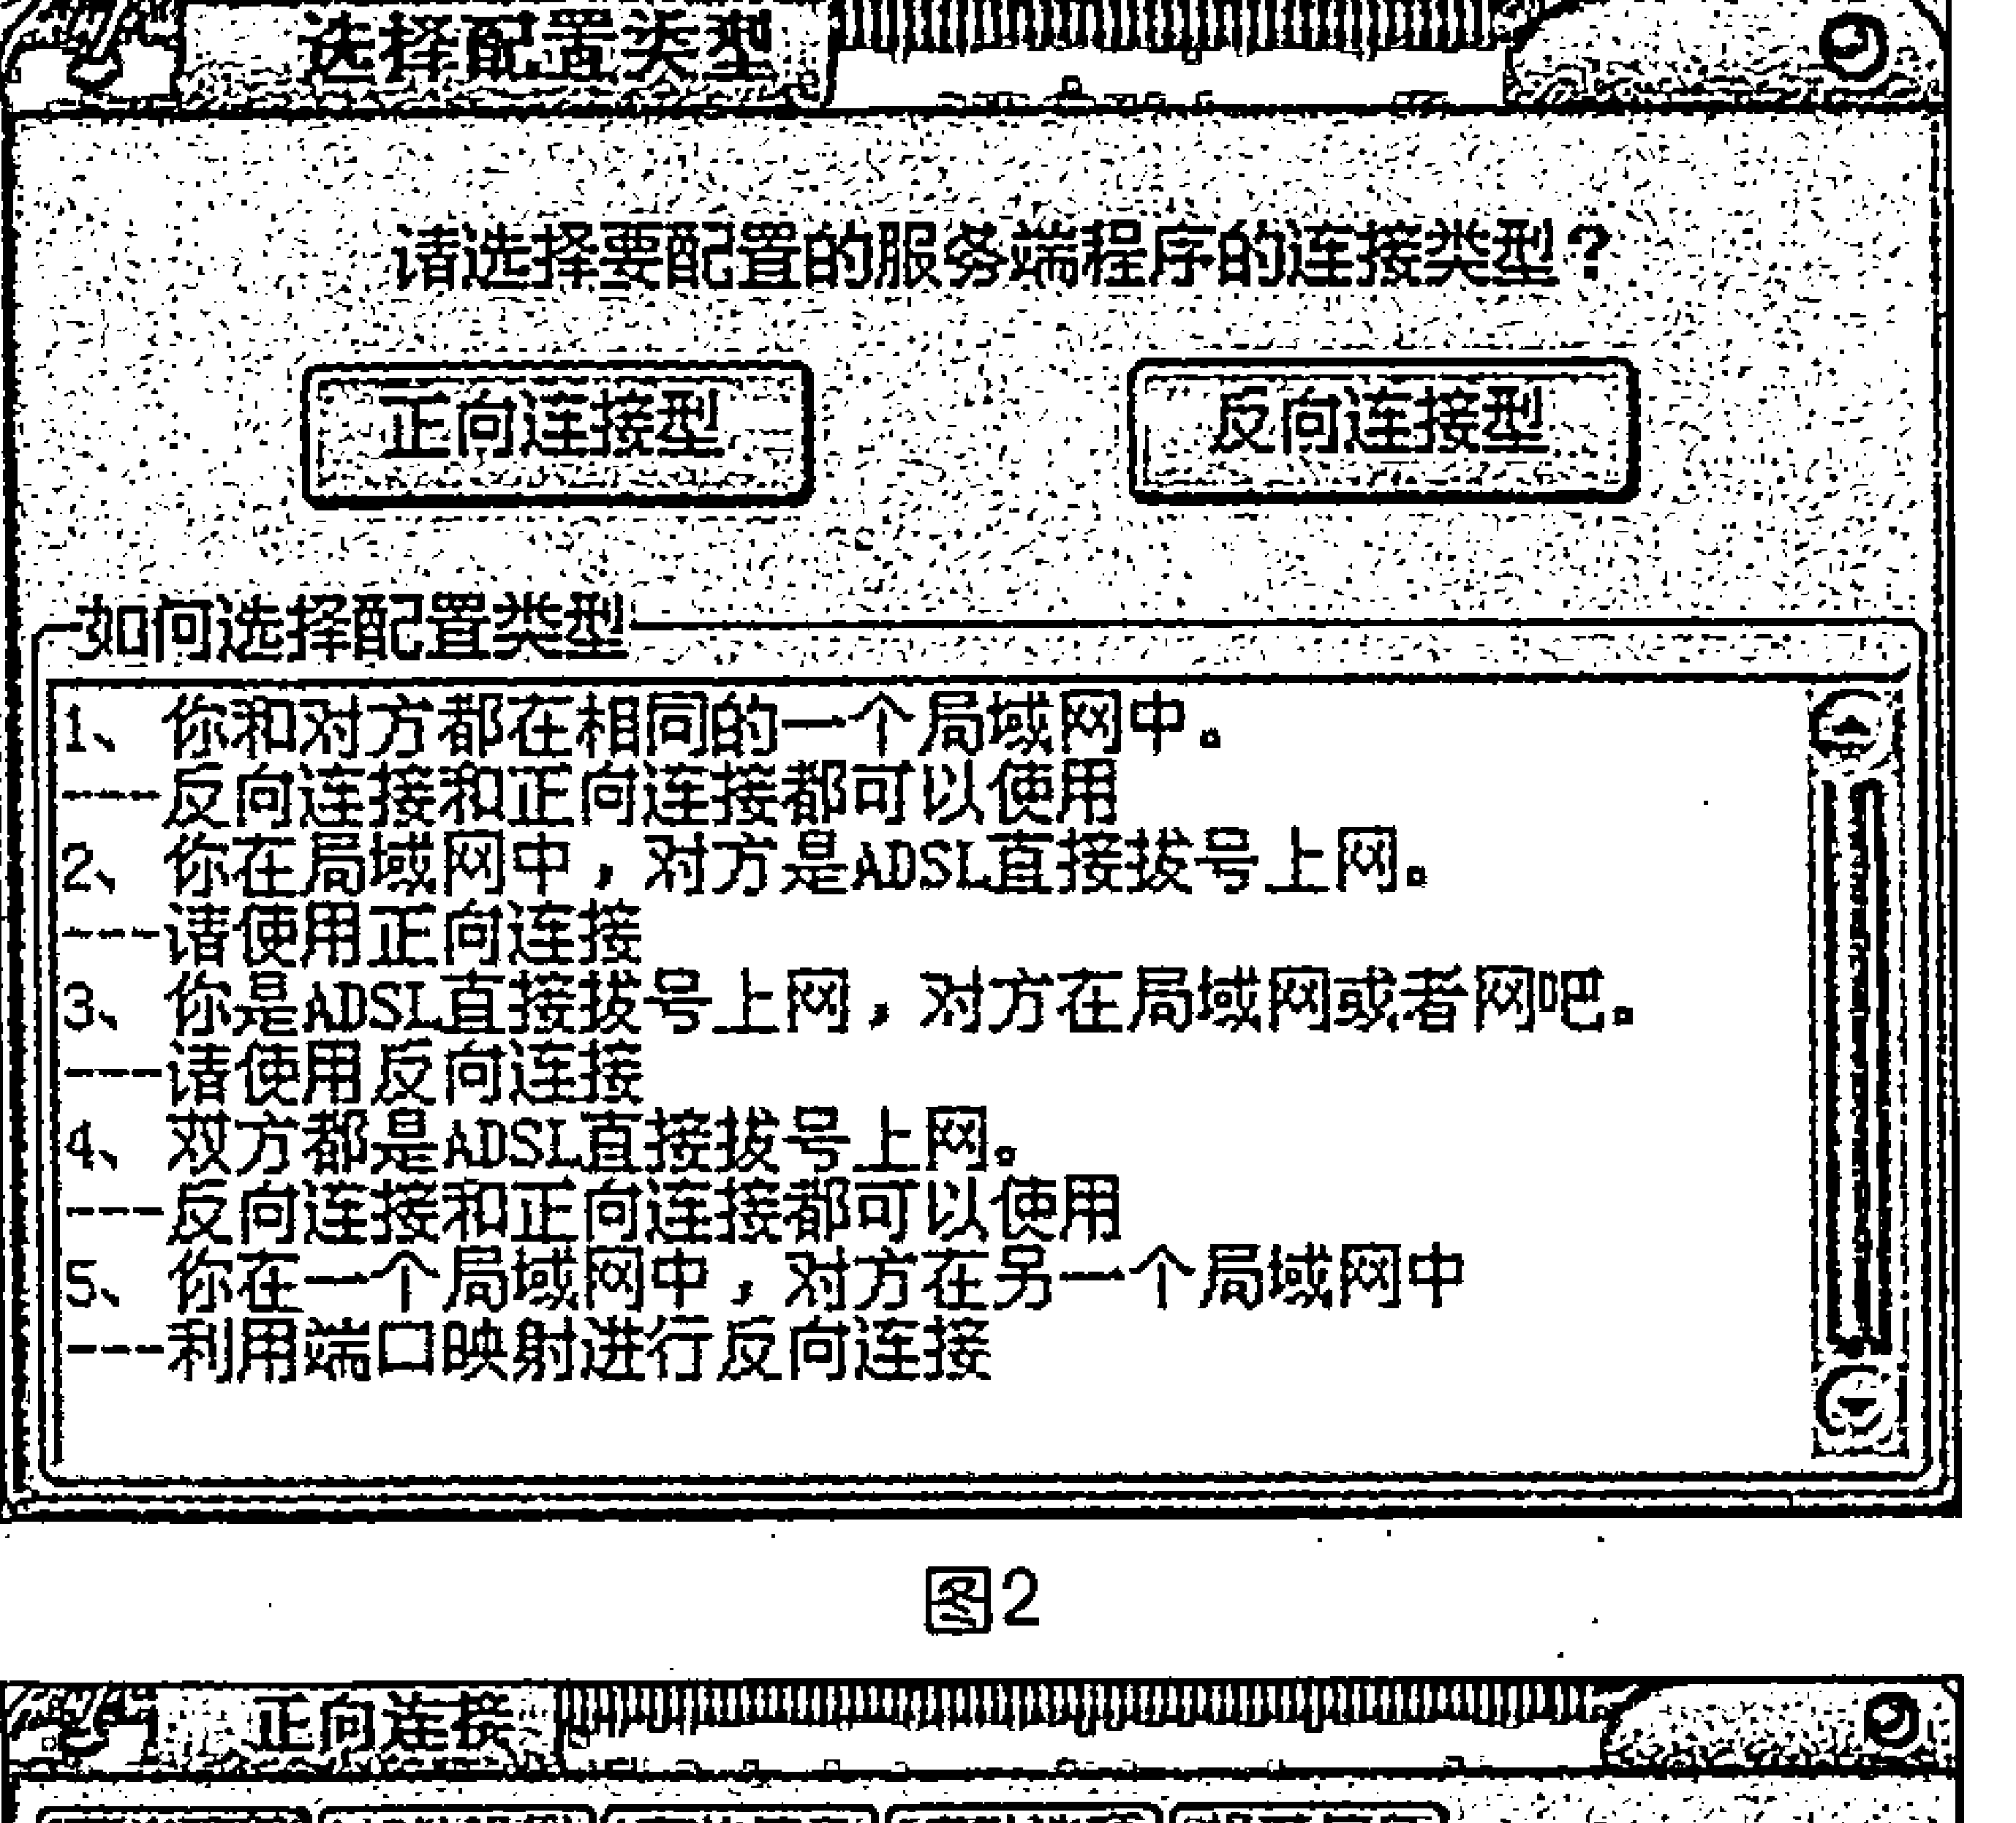 选择配置类型
请选择要配置的服务端程序的连接类型?
正向连接型 反向连接型
如何选择配置类型
1、你和对方都在相同的一个局域网中。
---反向连接和正向连接都可以使用
2、你在局域网中，对方是ADSL直接拔号上网。
---请使用正向连接
3、你是ADSL直接拔号上网，对方在局域网或者网吧。
---请使用反向连接
4、双方都是ADSL直接拔号上网。
---反向连接和正向连接都可以使用
5、你在一个局域网中，对方在另一个局域网中
---利用端口映射进行反向连接
图2
正向连接